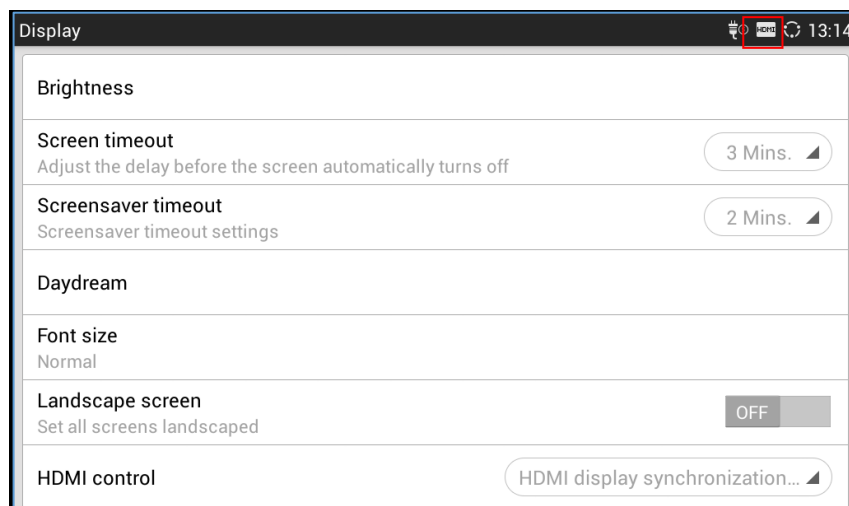 Display HDMI 13:14
Brightness
Screen timeout
Adjust the delay before the screen automatically turns off
3 Mins.
Screensaver timeout
Screensaver timeout settings
2 Mins.
Daydream
Font size
Normal
Landscape screen
Set all screens landscaped
OFF
HDMI control
HDMI display synchronization...